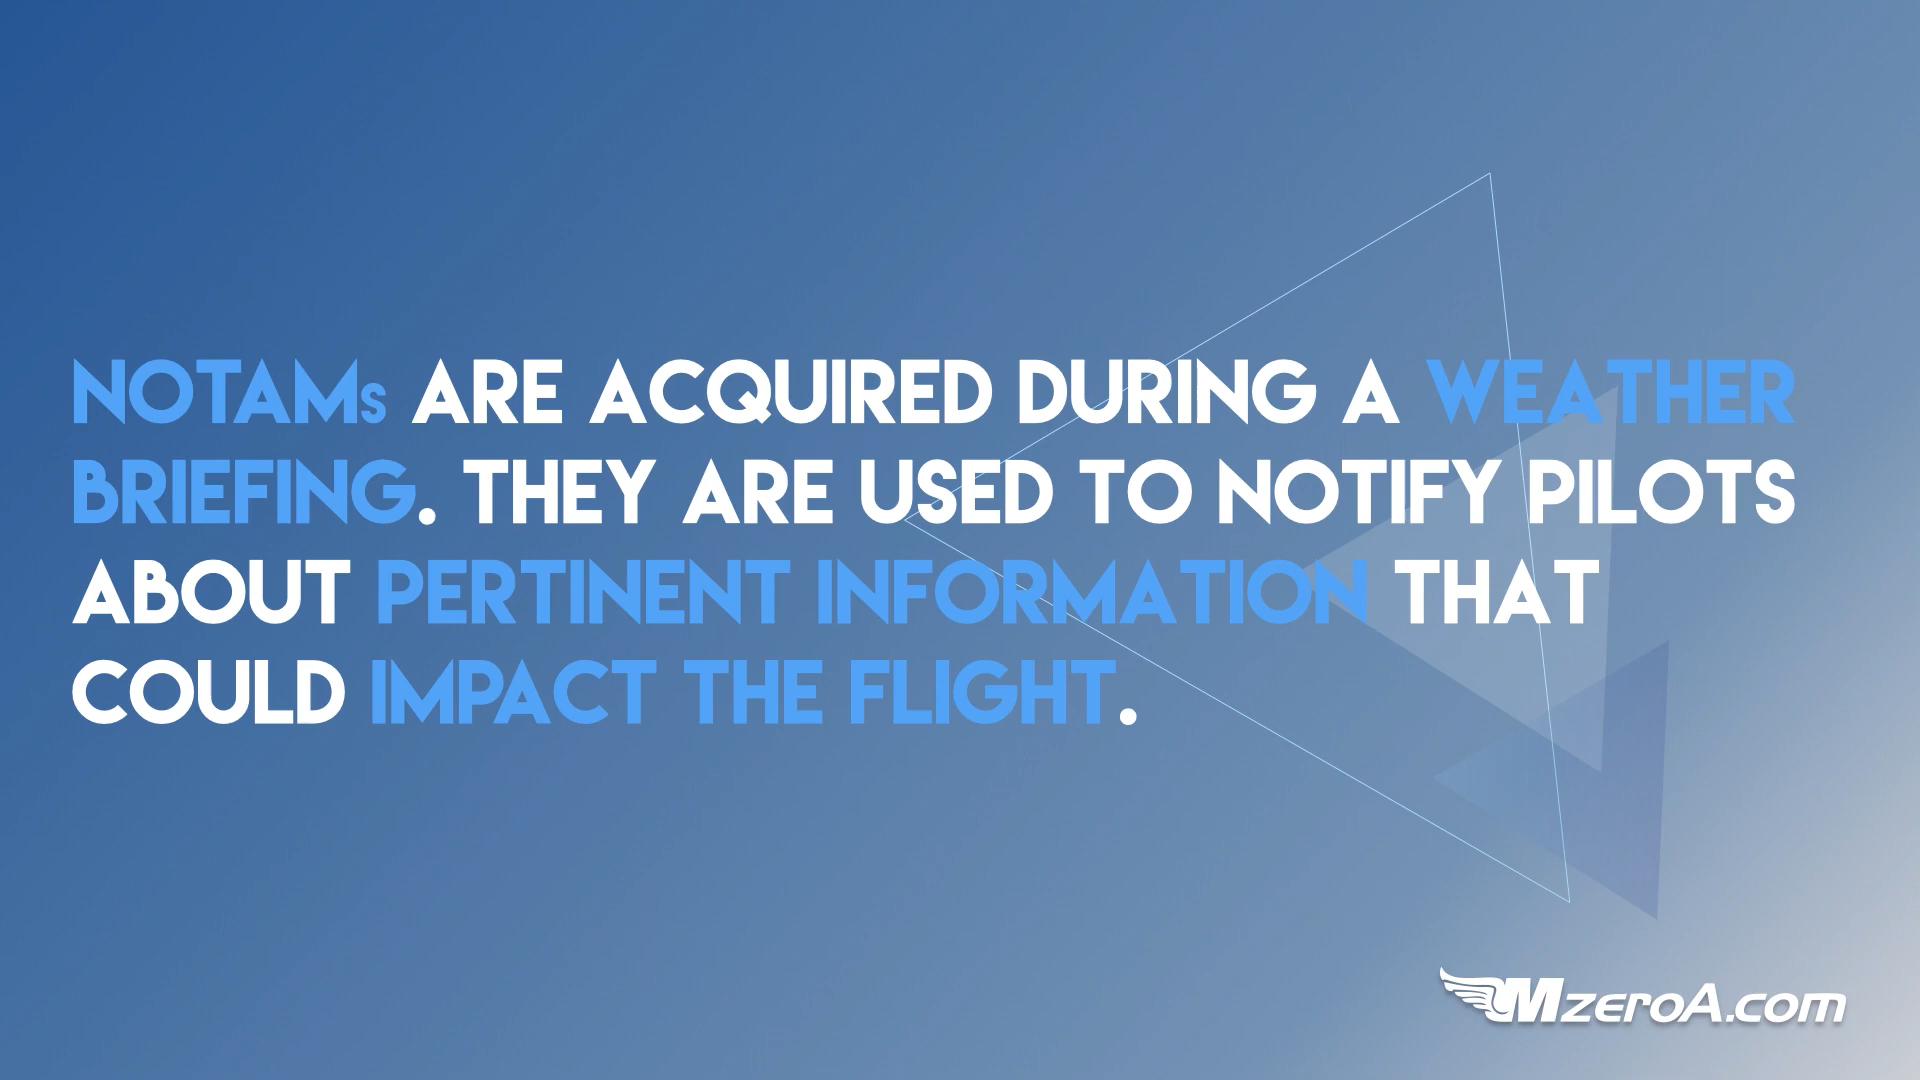 NOTAMs ARE ACQUIRED DURING A WEATHER
BRIEFING. THEY ARE USED TO NOTIFY PILOTS
ABOUT PERTINENT INFORMATION THAT
COULD IMPACT THE FLIGHT.
MzeroA.com